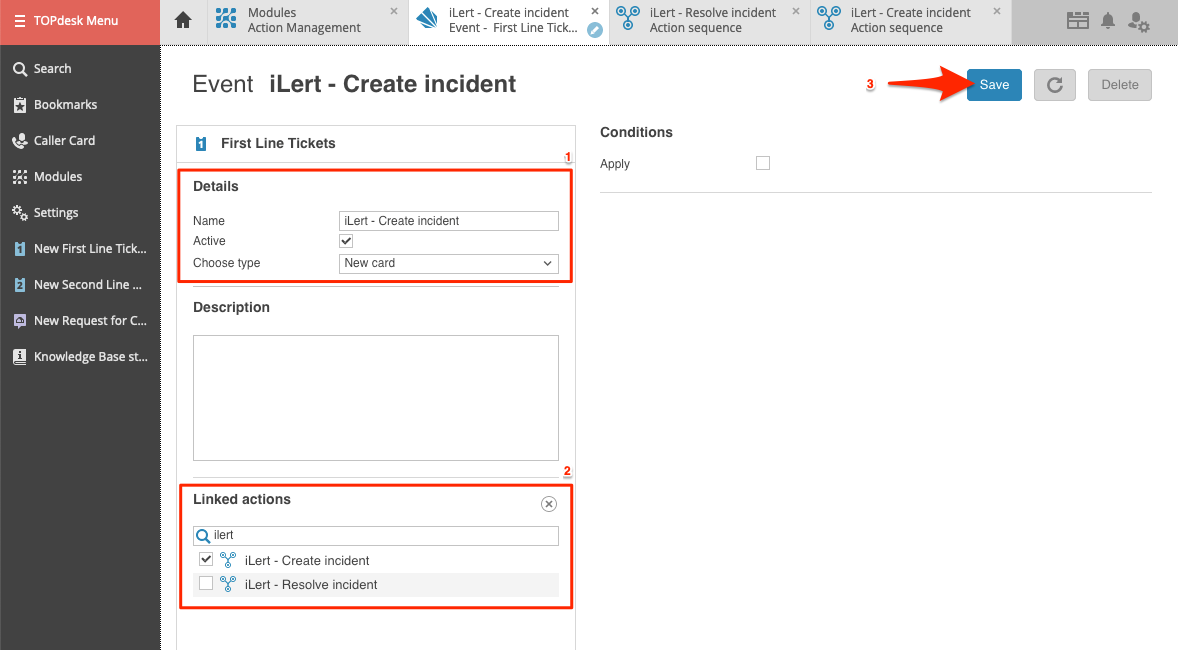 TOPdesk Menu
Modules
Action Management
iLert - Create incident
Event -  First Line Tick...
iLert - Resolve incident
Action sequence
iLert - Create incident
Action sequence
Search
Bookmarks
Caller Card
Modules
Settings
1 New First Line Tick...
2 New Second Line ...
New Request for C...
Knowledge Base st...
Event iLert - Create incident
3
Save
Delete
1 First Line Tickets
1
Details
Name iLert - Create incident
Active
Choose type New card
Description
2
Linked actions
ilert
iLert - Create incident
iLert - Resolve incident
Conditions
Apply